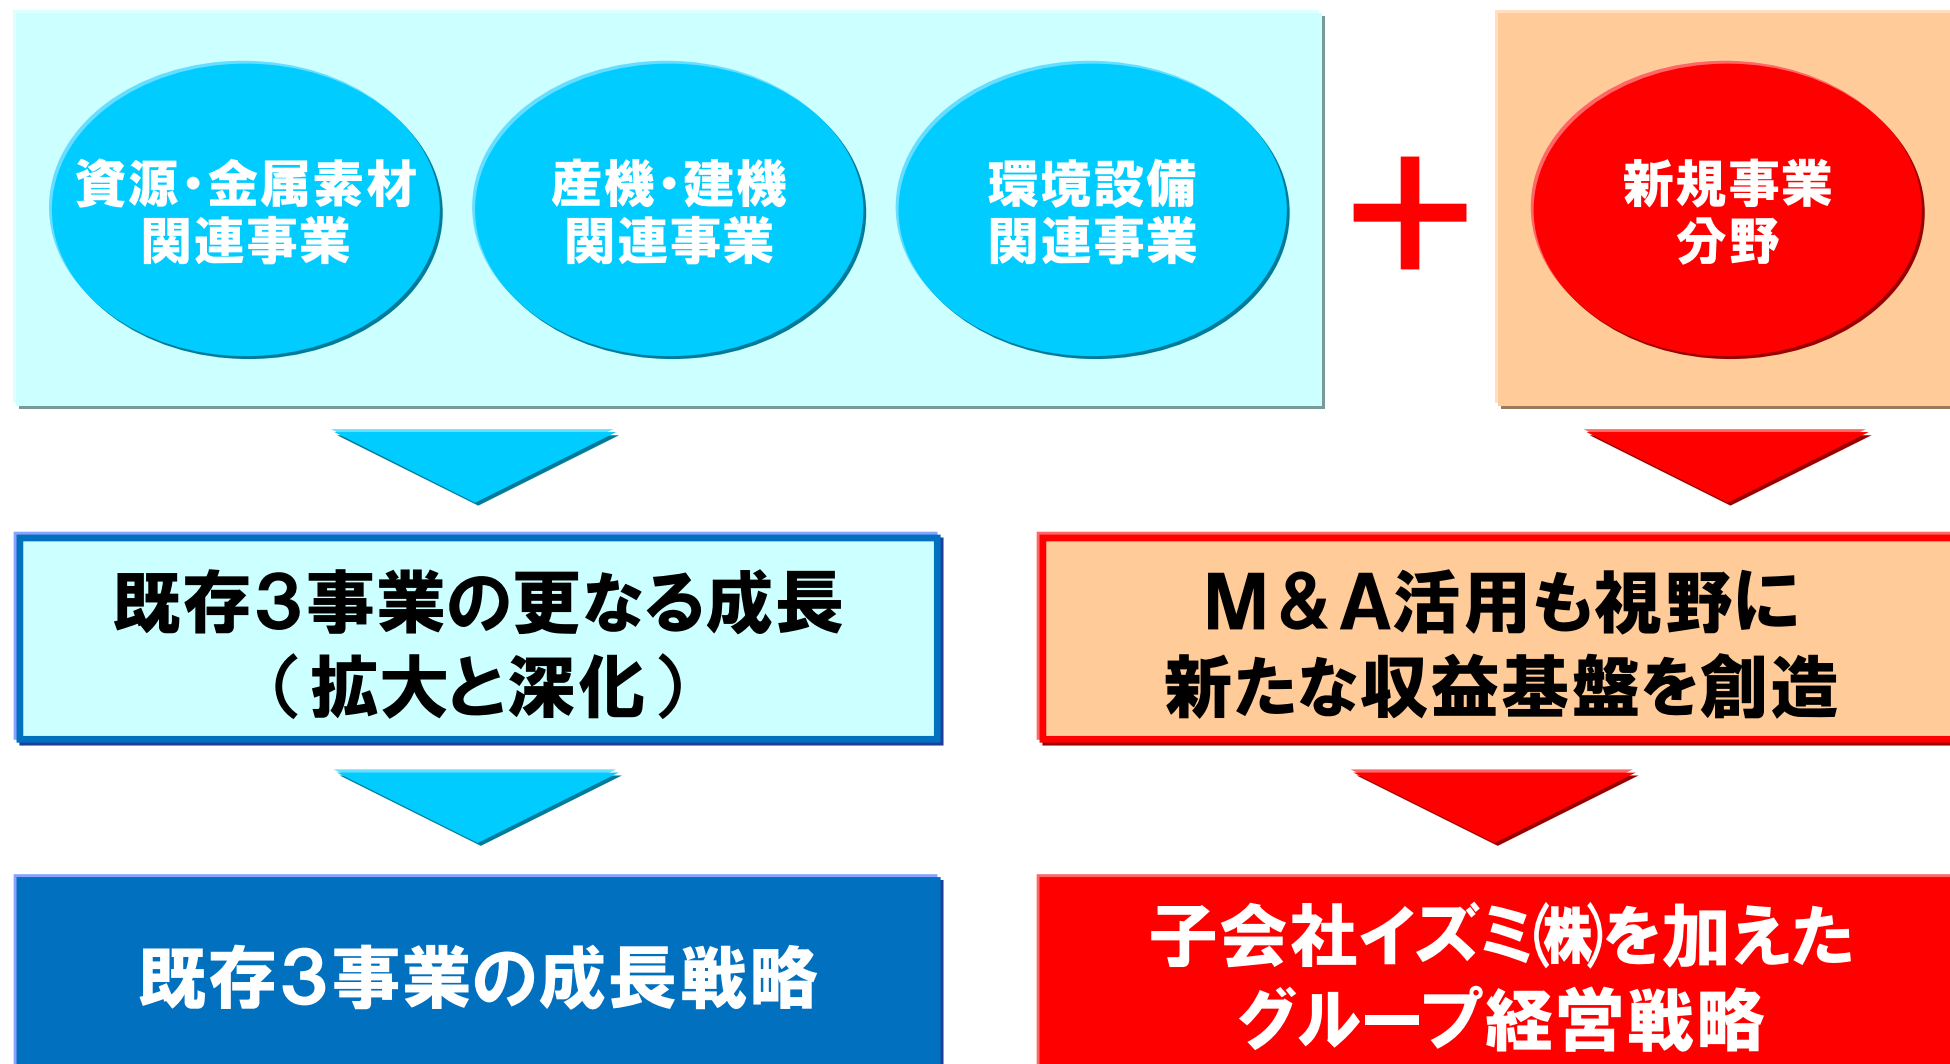 資源・金属素材
関連事業
産機・建機
関連事業
環境設備
関連事業
＋
新規事業
分野
既存３事業の更なる成長
（拡大と深化）
Ｍ＆Ａ活用も視野に
新たな収益基盤を創造
既存３事業の成長戦略
子会社イズミ㈱を加えた
グループ経営戦略